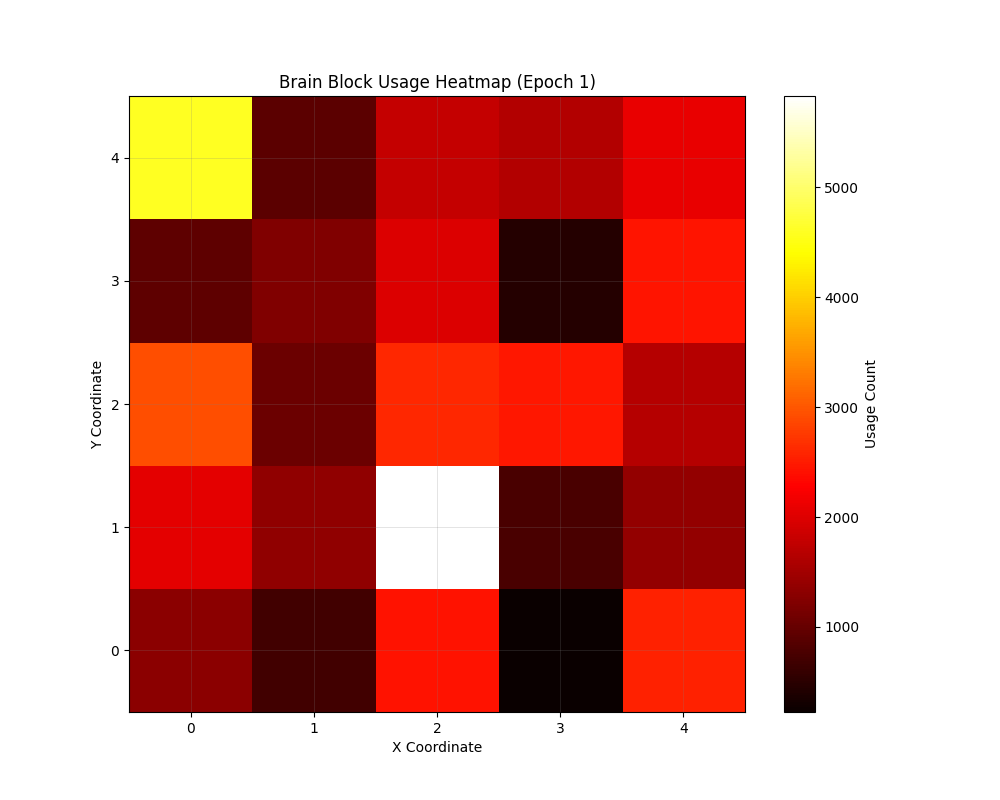 Brain Block Usage Heatmap (Epoch 1)
4
3
2
1
0
Y Coordinate
0 1 2 3 4
X Coordinate
5000
4000
3000
2000
1000
Usage Count